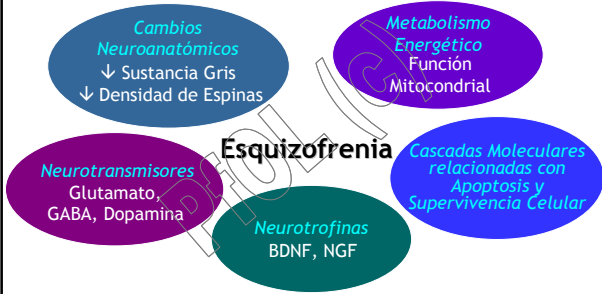 Cambios
Neuroanatómicos
↓ Sustancia Gris
↓ Densidad de Espinas
Metabolismo
Energético
Función
Mitocondrial
Esquizofrenia
Neurotransmisores
Glutamato,
GABA, Dopamina
Cascadas Moleculares
relacionadas con
Apoptosis y
Supervivencia Celular
Neurotrofinas
BDNF, NGF